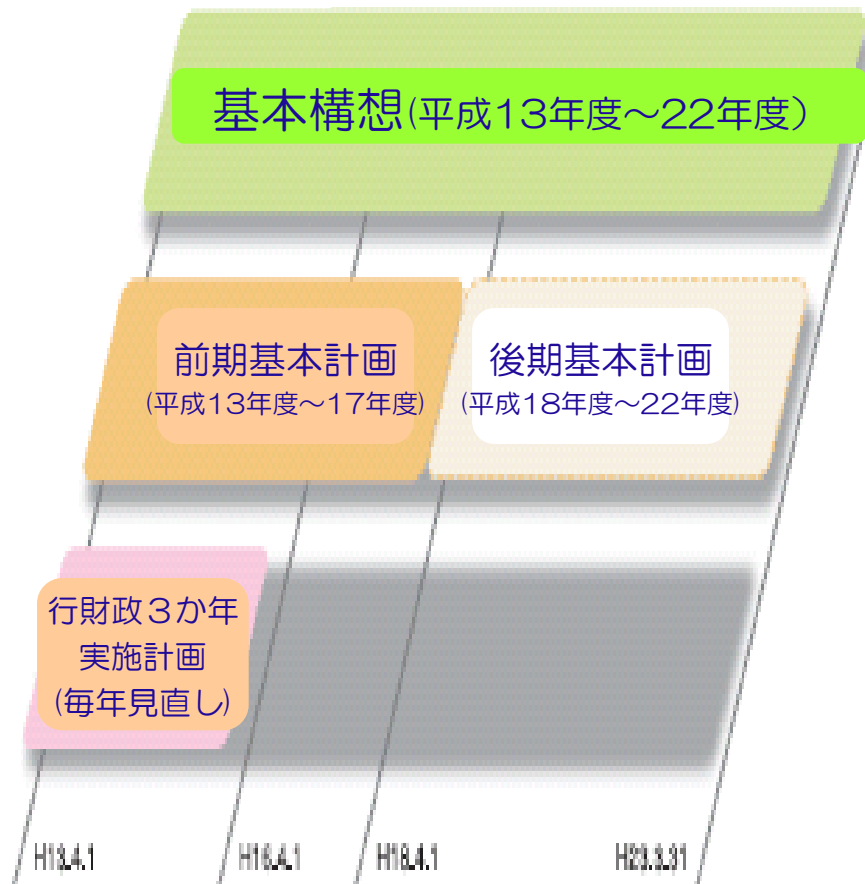 基本構想(平成13年度～22年度)
前期基本計画
(平成13年度～17年度)
後期基本計画
(平成18年度～22年度)
行財政3か年
実施計画
(毎年見直し)
H13.4.1
H16.4.1
H18.4.1
H23.3.31